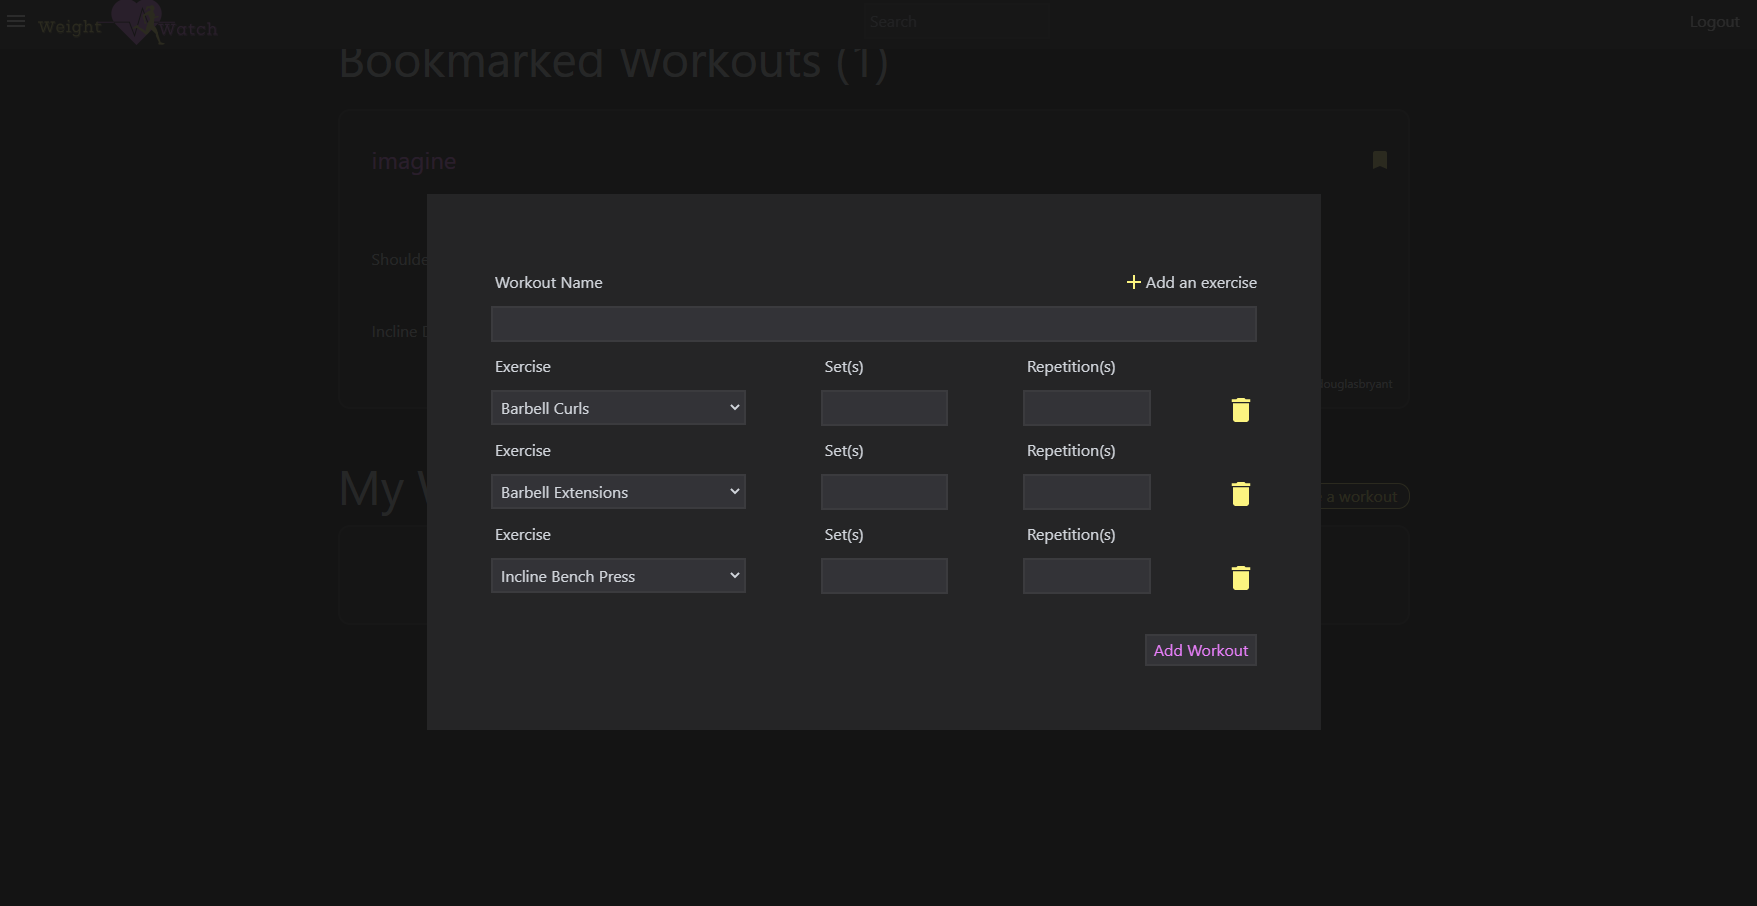 Weight Watch
Search
Logout
Bookmarked Workouts (1)
imagine
Shoulde
Incline D
douglasbryant
My W
a workout
Workout Name
Add an exercise
Exercise Set(s) Repetition(s)
Barbell Curls
Exercise Set(s) Repetition(s)
Barbell Extensions
Exercise Set(s) Repetition(s)
Incline Bench Press
Add Workout